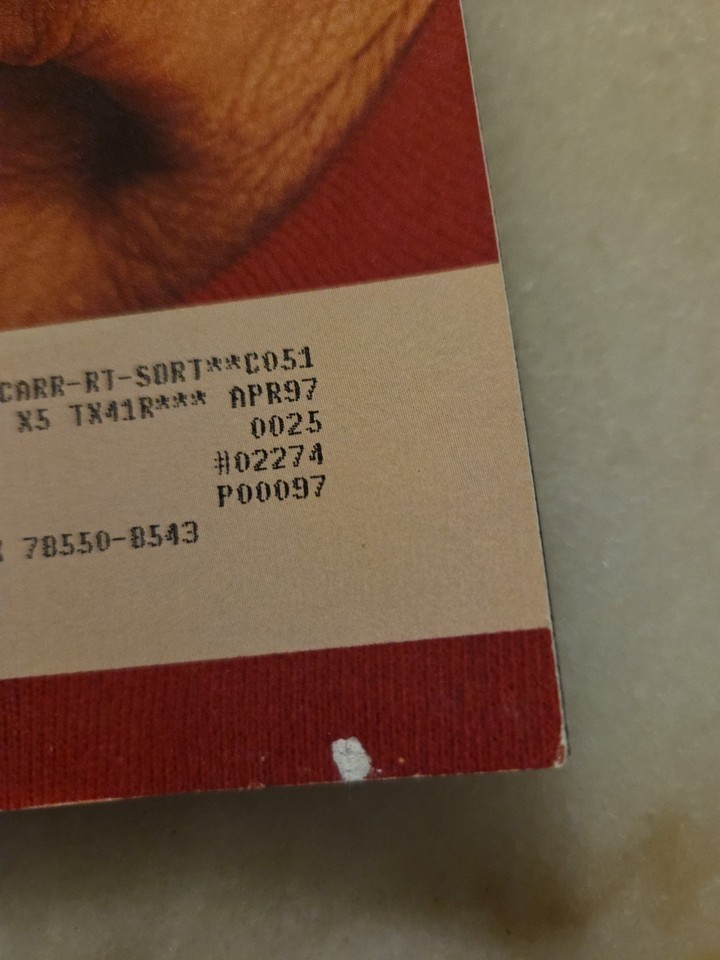 CARR-RT-SORT**C051
X5 TX41R*** APR97
0025
#02274
P00097
78550-8543